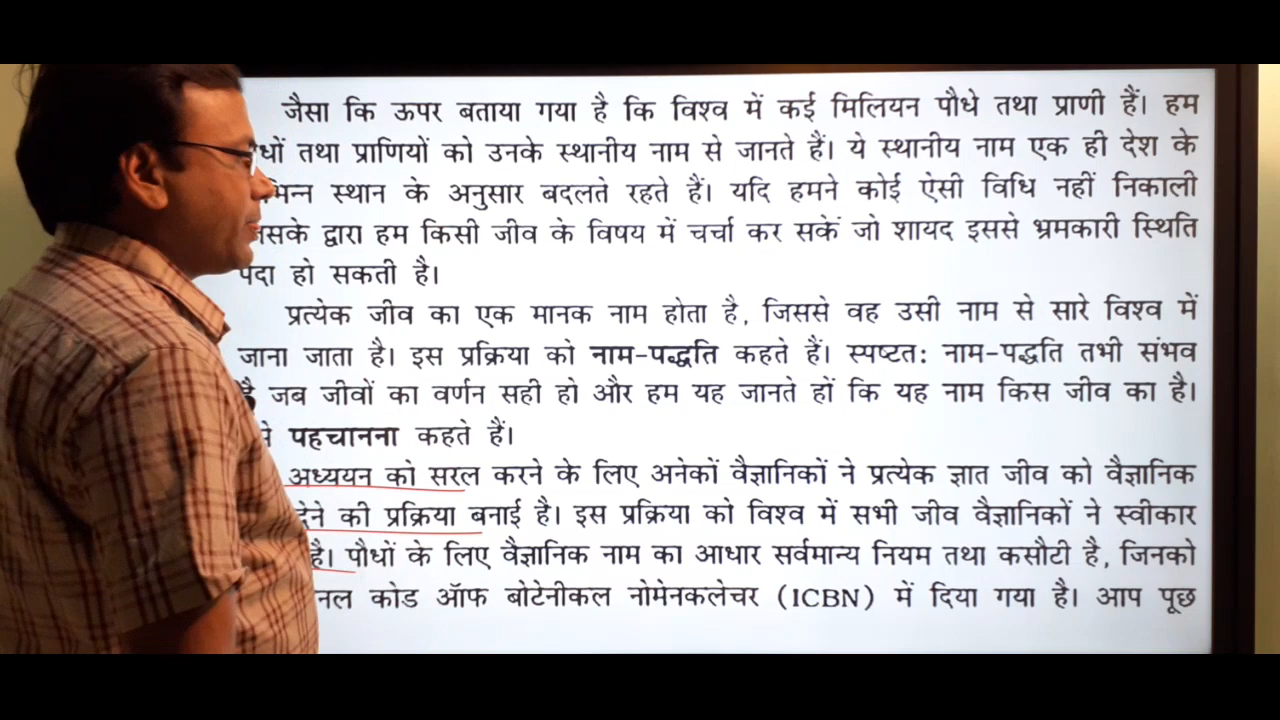 जैसा कि ऊपर बताया गया है कि विश्व में कई मिलियन पौधे तथा प्राणी हैं। हम
तथा प्राणियों को उनके स्थानीय नाम से जानते हैं। ये स्थानीय नाम एक ही देश के
स्थान के अनुसार बदलते रहते हैं। यदि हमने कोई ऐसी विधि नहीं निकाली
द्वारा हम किसी जीव के विषय में चर्चा कर सकें जो शायद इससे भ्रमकारी स्थिति
हो सकती है।
प्रत्येक जीव का एक मानक नाम होता है, जिससे वह उसी नाम से सारे विश्व में
जाना जाता है। इस प्रक्रिया को नाम-पद्धति कहते हैं। स्पष्टतः नाम-पद्धति तभी संभव
है जब जीवों का वर्णन सही हो और हम यह जानते हों कि यह नाम किस जीव का है।
पहचानना कहते हैं।
अध्ययन को सरल करने के लिए अनेकों वैज्ञानिकों ने प्रत्येक ज्ञात जीव को वैज्ञानिक
देने की प्रक्रिया बनाई है। इस प्रक्रिया को विश्व में सभी जीव वैज्ञानिकों ने स्वीकार
है। पौधों के लिए वैज्ञानिक नाम का आधार सर्वमान्य नियम तथा कसौटी है, जिनको
कोड ऑफ बोटेनीकल नोमेनकलेचर (ICBN) में दिया गया है। आप पूछ